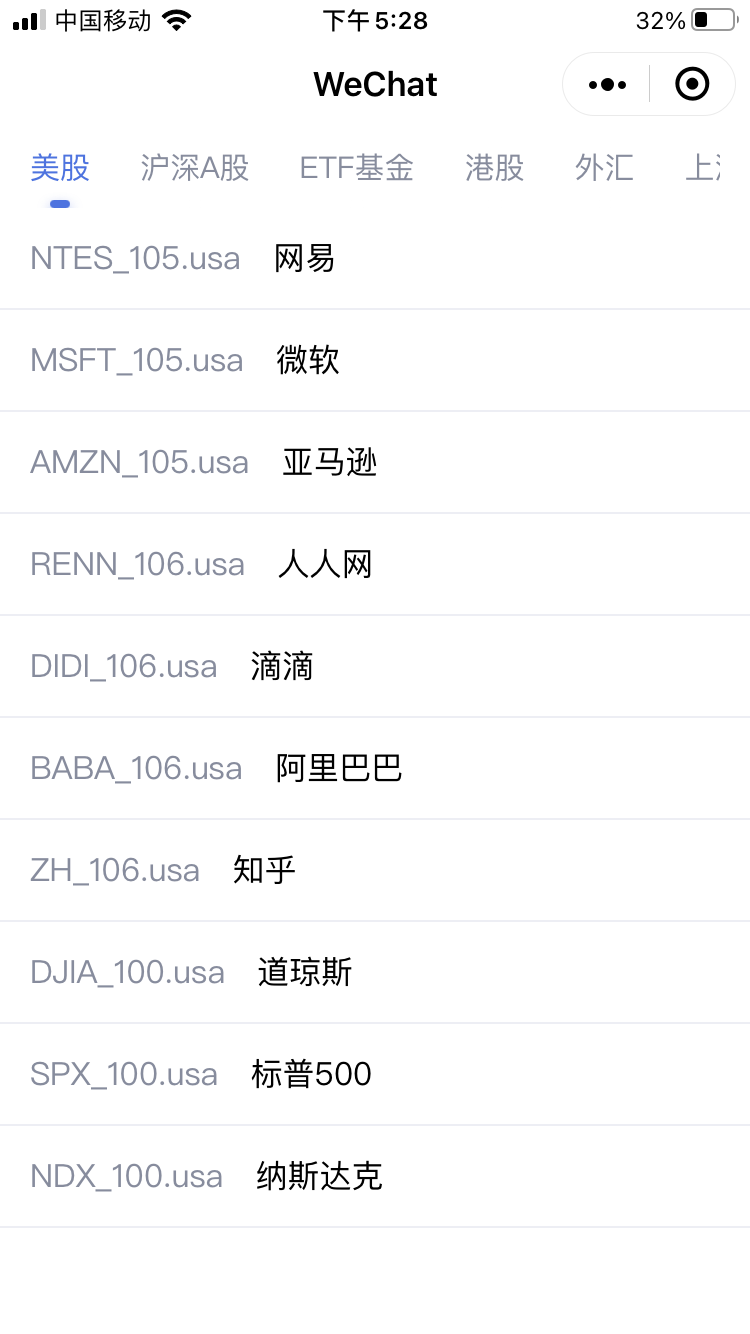 中国移动 下午5:28 32%
WeChat
美股 沪深A股 ETF基金 港股 外汇 上
NTES_105.usa 网易
MSFT_105.usa 微软
AMZN_105.usa 亚马逊
RENN_106.usa 人人网
DIDI_106.usa 滴滴
BABA_106.usa 阿里巴巴
ZH_106.usa 知乎
DJIA_100.usa 道琼斯
SPX_100.usa 标普500
NDX_100.usa 纳斯达克